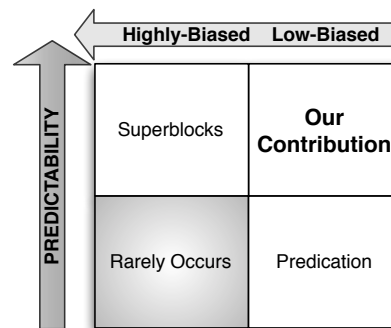 Highly-Biased Low-Biased
PREDICTABILITY
Superblocks
Our
Contribution
Rarely Occurs
Predication